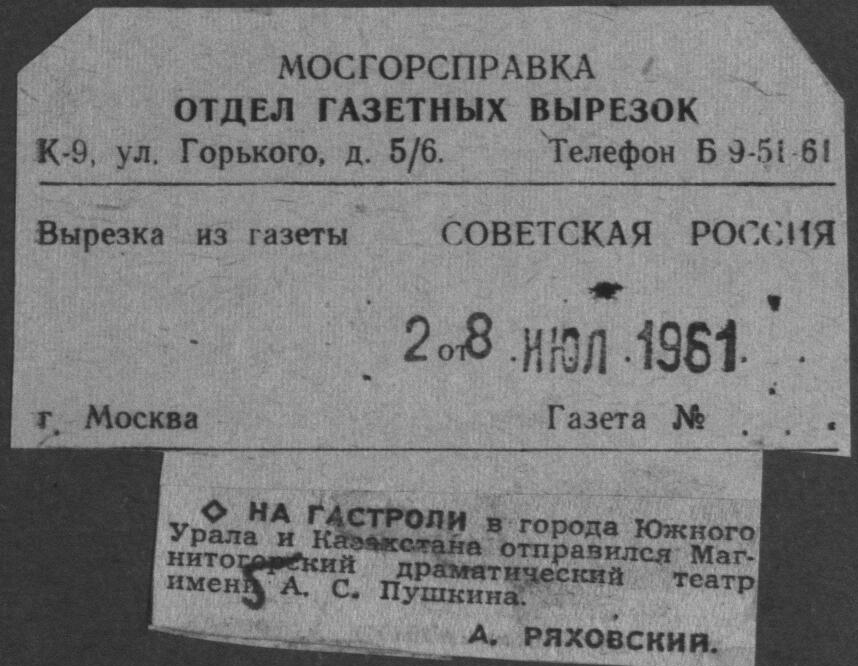 МОСГОРСПРАВКА
ОТДЕЛ ГАЗЕТНЫХ ВЫРЕЗОК
К-9, ул. Горького, д. 5/6. Телефон Б 9-51-61
Вырезка из газеты СОВЕТСКАЯ РОССИЯ
2 от 8 ИЮЛ 1961
г. Москва Газета № . . .
◇ НА ГАСТРОЛИ в города Южного
Урала и Казахстана отправился Маг-
нитогорский драматический театр
имени А. С. Пушкина.
А. РЯХОВСКИЙ.
5